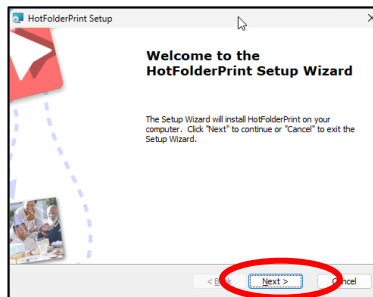 HotFolderPrint Setup
Welcome to the
HotFolderPrint Setup Wizard
The Setup Wizard will install HotFolderPrint on your
computer. Click "Next" to continue or "Cancel" to exit the
Setup Wizard.
< Back Next > Cancel